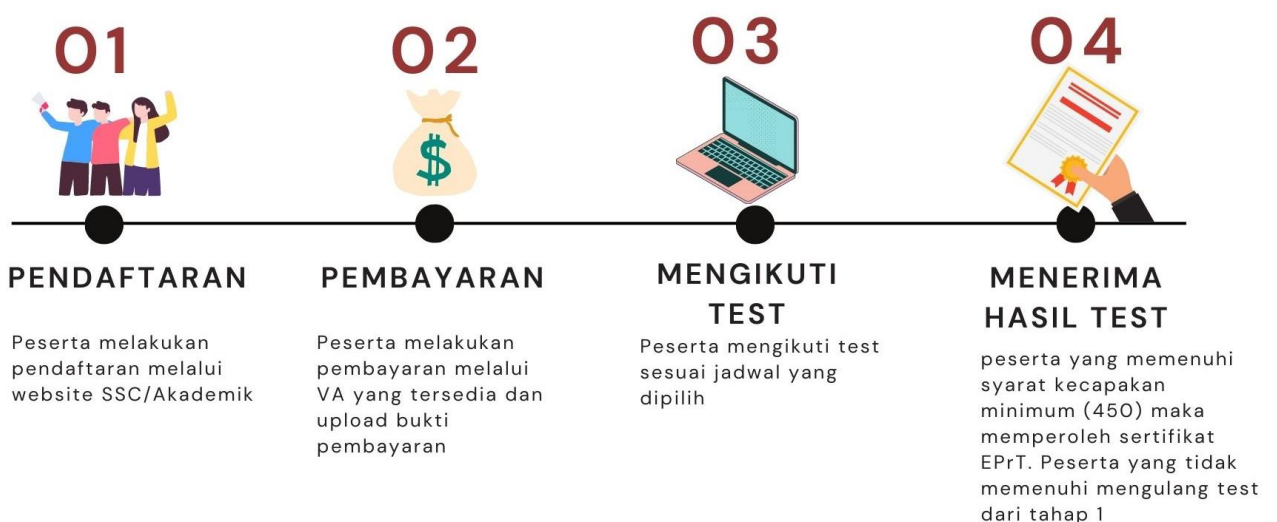 01
PENDAFTARAN
Peserta melakukan
pendaftaran melalui
website SSC/Akademik
02
$
PEMBAYARAN
Peserta melakukan
pembayaran melalui
VA yang tersedia dan
upload bukti
pembayaran
03
MENGIKUTI
TEST
Peserta mengikuti test
sesuai jadwal yang
dipilih
04
MENERIMA
HASIL TEST
peserta yang memenuhi
syarat kecapakan
minimum (450) maka
memperoleh sertifikat
EPrT. Peserta yang tidak
memenuhi mengulang test
dari tahap 1